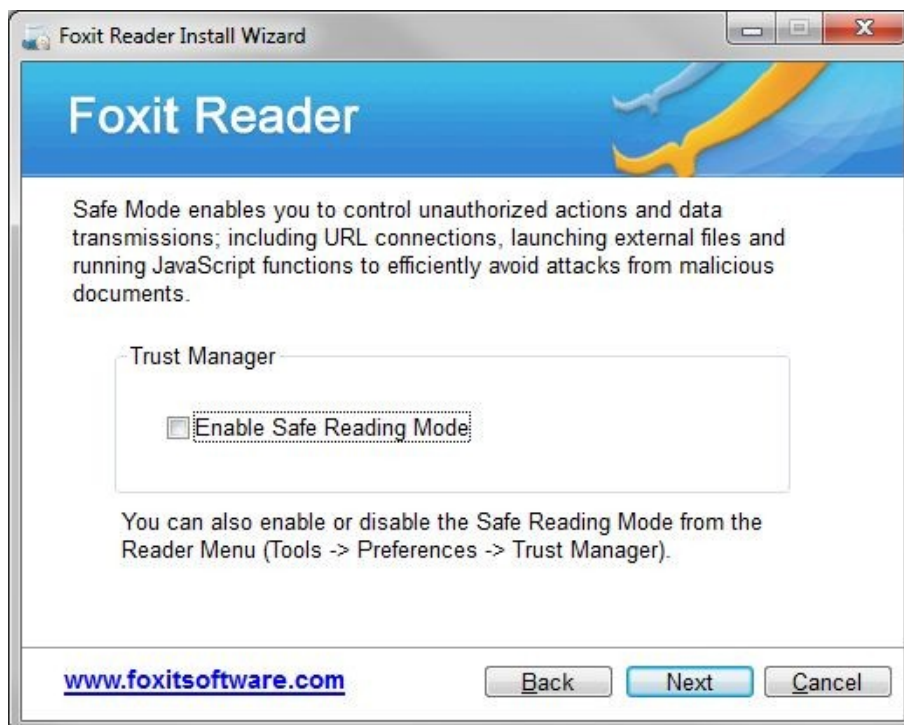 Foxit Reader Install Wizard
Foxit Reader
Safe Mode enables you to control unauthorized actions and data
transmissions; including URL connections, launching external files and
running JavaScript functions to efficiently avoid attacks from malicious
documents.
Trust Manager
Enable Safe Reading Mode
You can also enable or disable the Safe Reading Mode from the
Reader Menu (Tools -> Preferences -> Trust Manager).
www.foxitsoftware.com Back Next Cancel